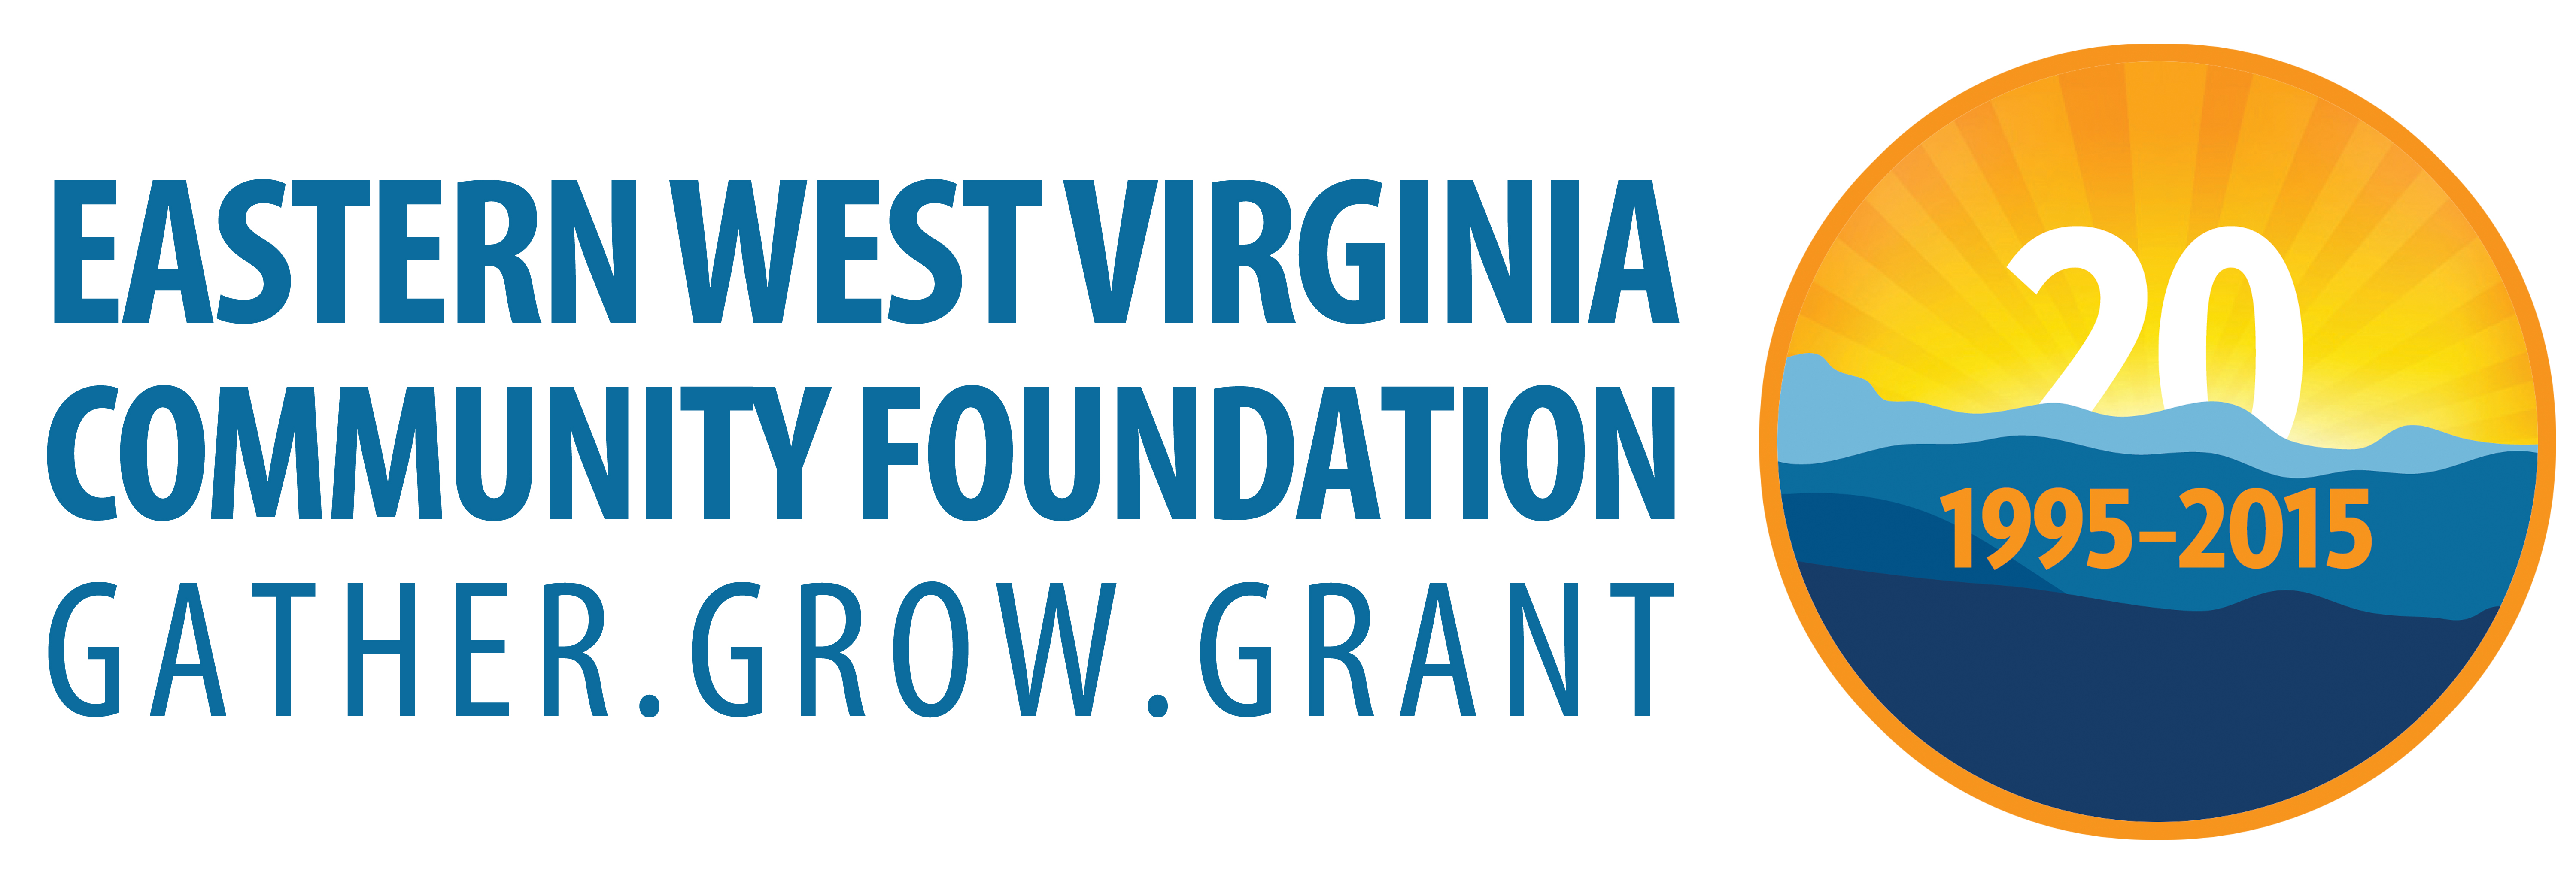 EASTERN WEST VIRGINIA
COMMUNITY FOUNDATION
GATHER.GROW.GRANT
20
1995–2015